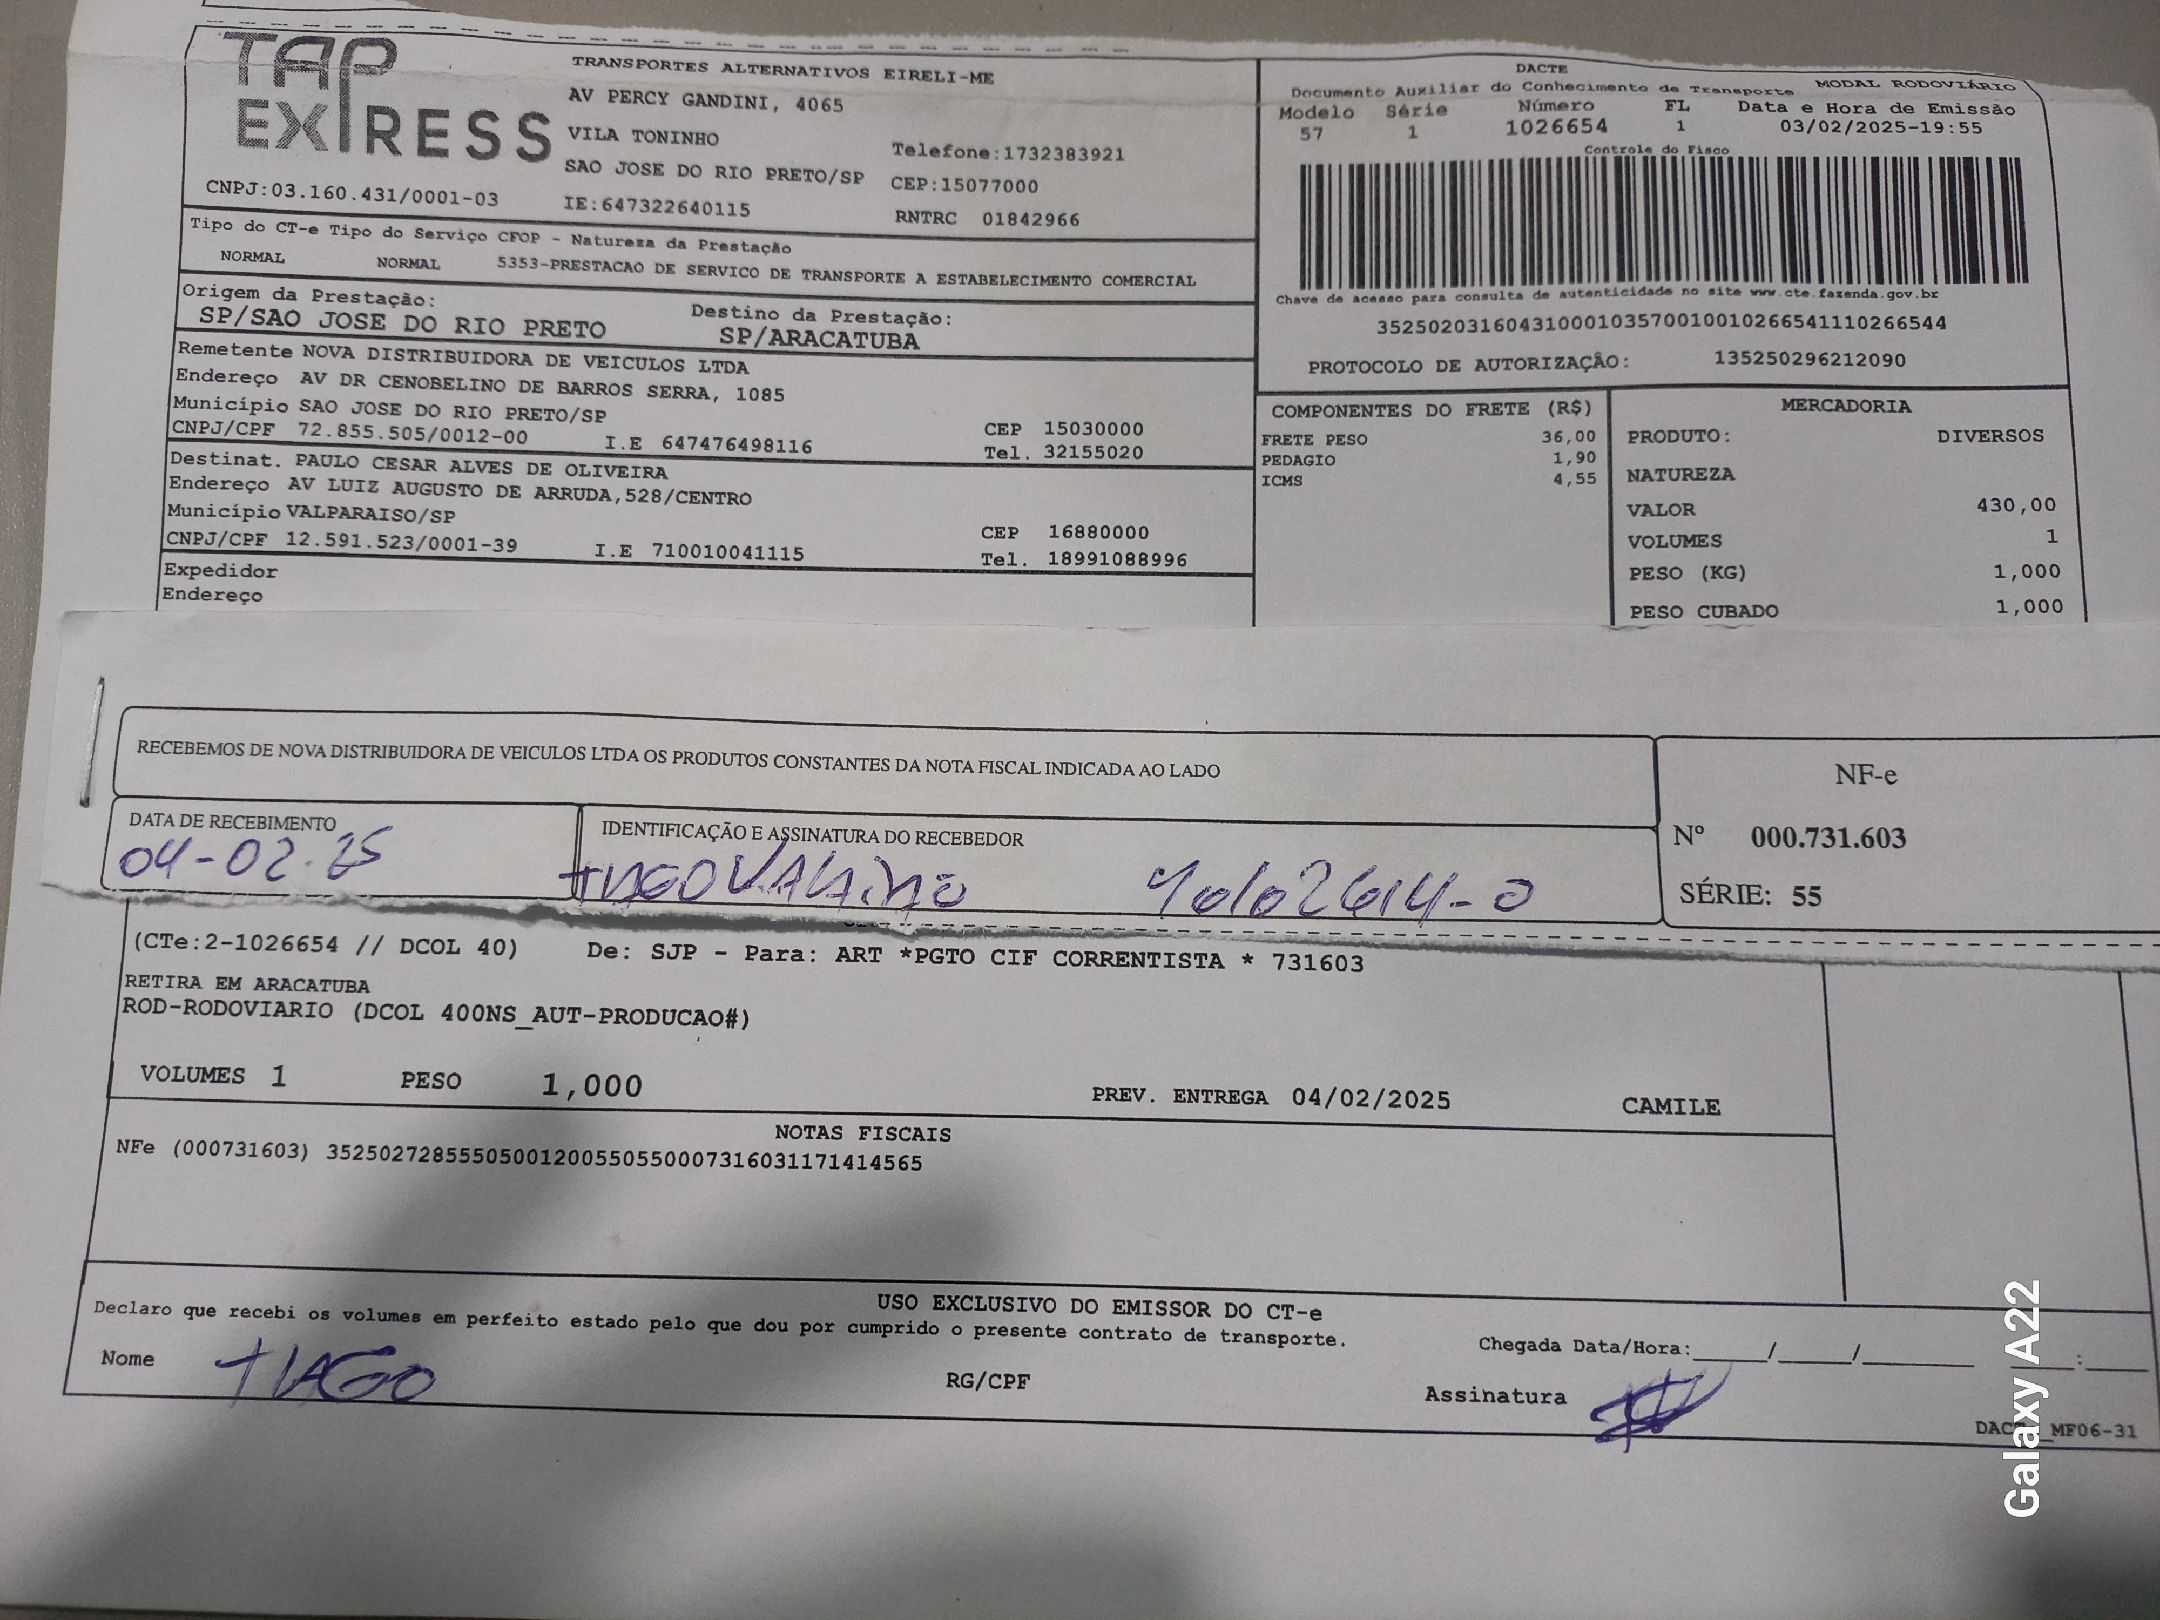 TAP EXPRESS
TRANSPORTES ALTERNATIVOS EIRELI-ME
AV PERCY GANDINI, 4065
VILA TONINHO
Telefone:1732383921
SAO JOSE DO RIO PRETO/SP CEP:15077000
CNPJ:03.160.431/0001-03 IE:647322640115 RNTRC 01842966
DACTE
Documento Auxiliar do Conhecimento de Transporte MODAL RODOVIÁRIO
Modelo Série Número FL Data e Hora de Emissão
57 1 1026654 1 03/02/2025-19:55
Controle do Fisco
Chave de acesso para consulta de autenticidade no site www.cte.fazenda.gov.br
35250203160431000103570010010266541110266544
PROTOCOLO DE AUTORIZAÇÃO: 135250296212090
Tipo do CT-e Tipo do Serviço CFOP - Natureza da Prestação
NORMAL NORMAL 5353-PRESTACAO DE SERVICO DE TRANSPORTE A ESTABELECIMENTO COMERCIAL
Origem da Prestação: Destino da Prestação:
SP/SAO JOSE DO RIO PRETO SP/ARACATUBA
Remetente NOVA DISTRIBUIDORA DE VEICULOS LTDA
Endereço AV DR CENOBELINO DE BARROS SERRA, 1085
Município SAO JOSE DO RIO PRETO/SP CEP 15030000
CNPJ/CPF 72.855.505/0012-00 I.E 647476498116 Tel. 32155020
Destinat. PAULO CESAR ALVES DE OLIVEIRA
Endereço AV LUIZ AUGUSTO DE ARRUDA,528/CENTRO
Município VALPARAISO/SP CEP 16880000
CNPJ/CPF 12.591.523/0001-39 I.E 710010041115 Tel. 18991088996
Expedidor
Endereço
COMPONENTES DO FRETE (R$)
FRETE PESO 36,00
PEDAGIO 1,90
ICMS 4,55
MERCADORIA
PRODUTO: DIVERSOS
NATUREZA
VALOR 430,00
VOLUMES 1
PESO (KG) 1,000
PESO CUBADO 1,000
RECEBEMOS DE NOVA DISTRIBUIDORA DE VEICULOS LTDA OS PRODUTOS CONSTANTES DA NOTA FISCAL INDICADA AO LADO
NF-e
Nº 000.731.603
SÉRIE: 55
DATA DE RECEBIMENTO IDENTIFICAÇÃO E ASSINATURA DO RECEBEDOR
04-02-25 TIAGO
(CTe:2-1026654 // DCOL 40) De: SJP - Para: ART *PGTO CIF CORRENTISTA * 731603
RETIRA EM ARACATUBA
ROD-RODOVIARIO (DCOL 400NS_AUT-PRODUCAO#)
VOLUMES 1 PESO 1,000 PREV. ENTREGA 04/02/2025 CAMILE
NOTAS FISCAIS
NFe (000731603) 35250272855505001200550550007316031171414565
USO EXCLUSIVO DO EMISSOR DO CT-e
Declaro que recebi os volumes em perfeito estado pelo que dou por cumprido o presente contrato de transporte.
Nome TIAGO RG/CPF Chegada Data/Hora:_____/_____/________ ____:____
Assinatura
MF06-31
Galaxy A22